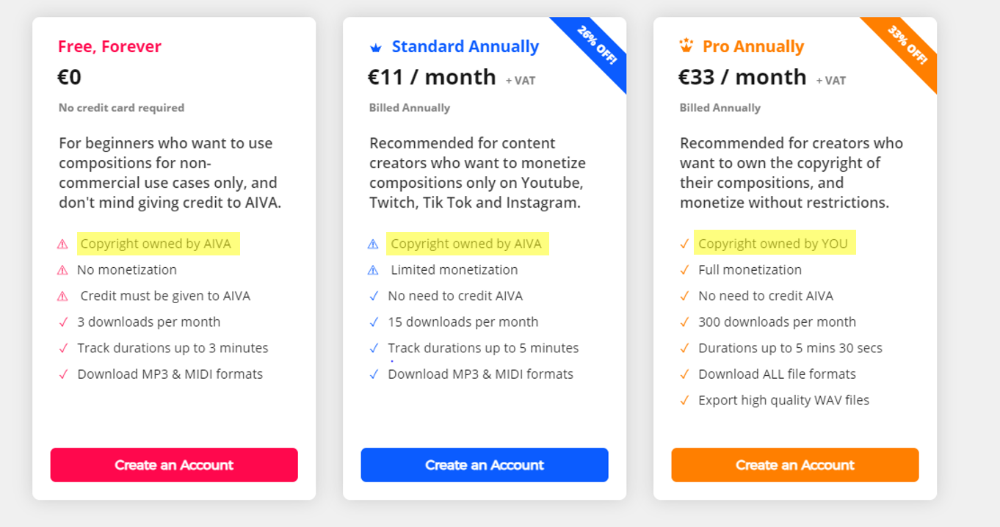 Free, Forever
€0
No credit card required
For beginners who want to use
compositions for non-
commercial use cases only, and
don't mind giving credit to AIVA.
Copyright owned by AIVA
No monetization
Credit must be given to AIVA
3 downloads per month
Track durations up to 3 minutes
Download MP3 & MIDI formats
Create an Account
26% OFF!
Standard Annually
€11 / month + VAT
Billed Annually
Recommended for content
creators who want to monetize
compositions only on Youtube,
Twitch, Tik Tok and Instagram.
Copyright owned by AIVA
Limited monetization
No need to credit AIVA
15 downloads per month
Track durations up to 5 minutes
Download MP3 & MIDI formats
Create an Account
33% OFF!
Pro Annually
€33 / month + VAT
Billed Annually
Recommended for creators who
want to own the copyright of
their compositions, and
monetize without restrictions.
Copyright owned by YOU
Full monetization
No need to credit AIVA
300 downloads per month
Durations up to 5 mins 30 secs
Download ALL file formats
Export high quality WAV files
Create an Account